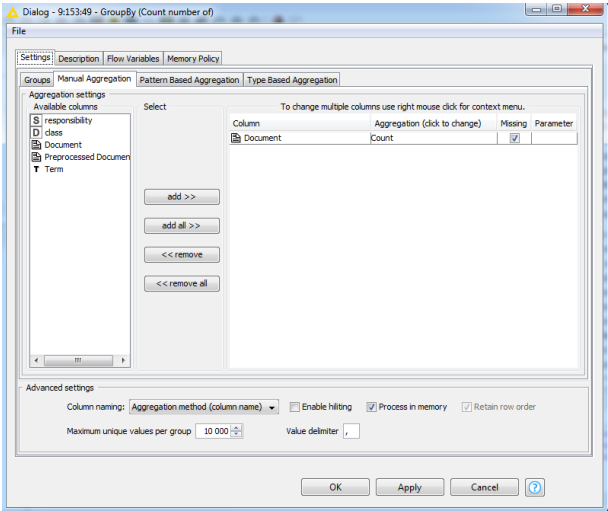 Dialog - 9:153:49 - GroupBy (Count number of)
File
Settings Description Flow Variables Memory Policy
Groups Manual Aggregation Pattern Based Aggregation Type Based Aggregation
Aggregation settings
Available columns Select To change multiple columns use right mouse click for context menu.
Column Aggregation (click to change) Missing Parameter
S responsibility
D class
Document
Preprocessed Documen
T Term
Document Count
add >>
add all >>
<< remove
<< remove all
Advanced settings
Column naming: Aggregation method (column name) Enable hiliting Process in memory Retain row order
Maximum unique values per group 10 000 Value delimiter ,
OK Apply Cancel ?